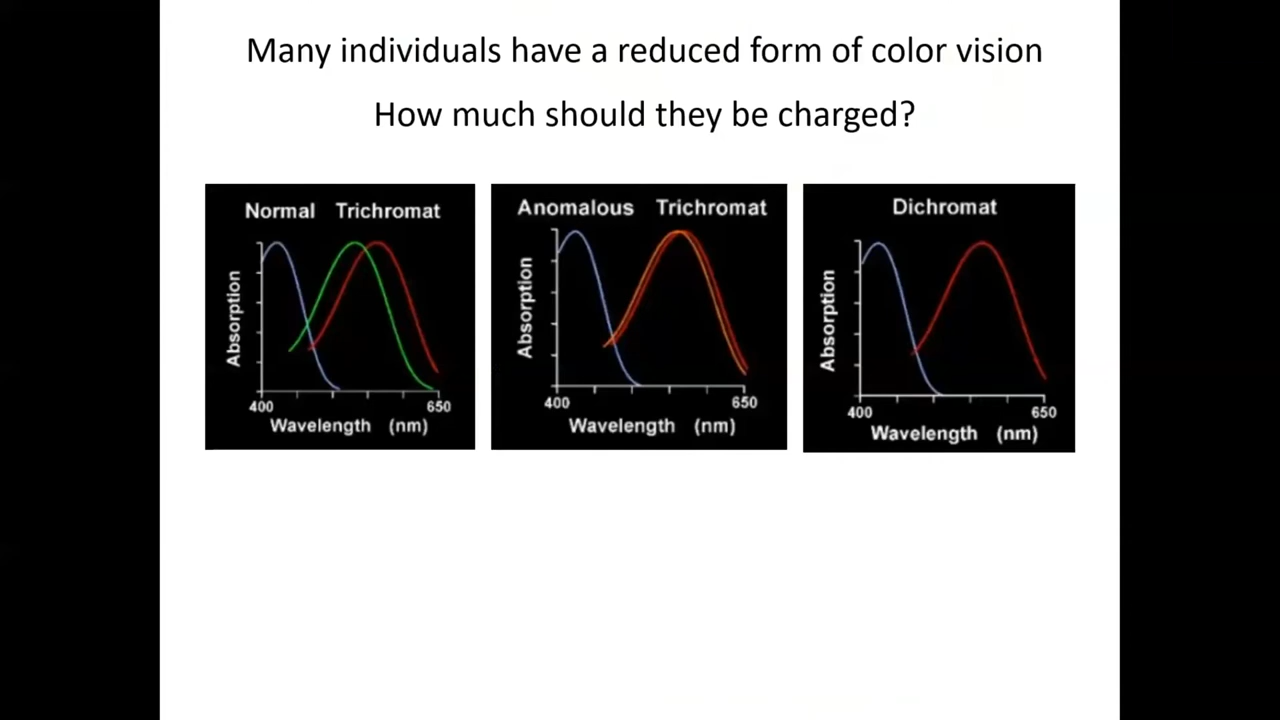 Many individuals have a reduced form of color vision
How much should they be charged?
Normal Trichromat
Absorption
400
650
Wavelength (nm)
Anomalous Trichromat
Absorption
400
650
Wavelength (nm)
Dichromat
Absorption
400
650
Wavelength (nm)